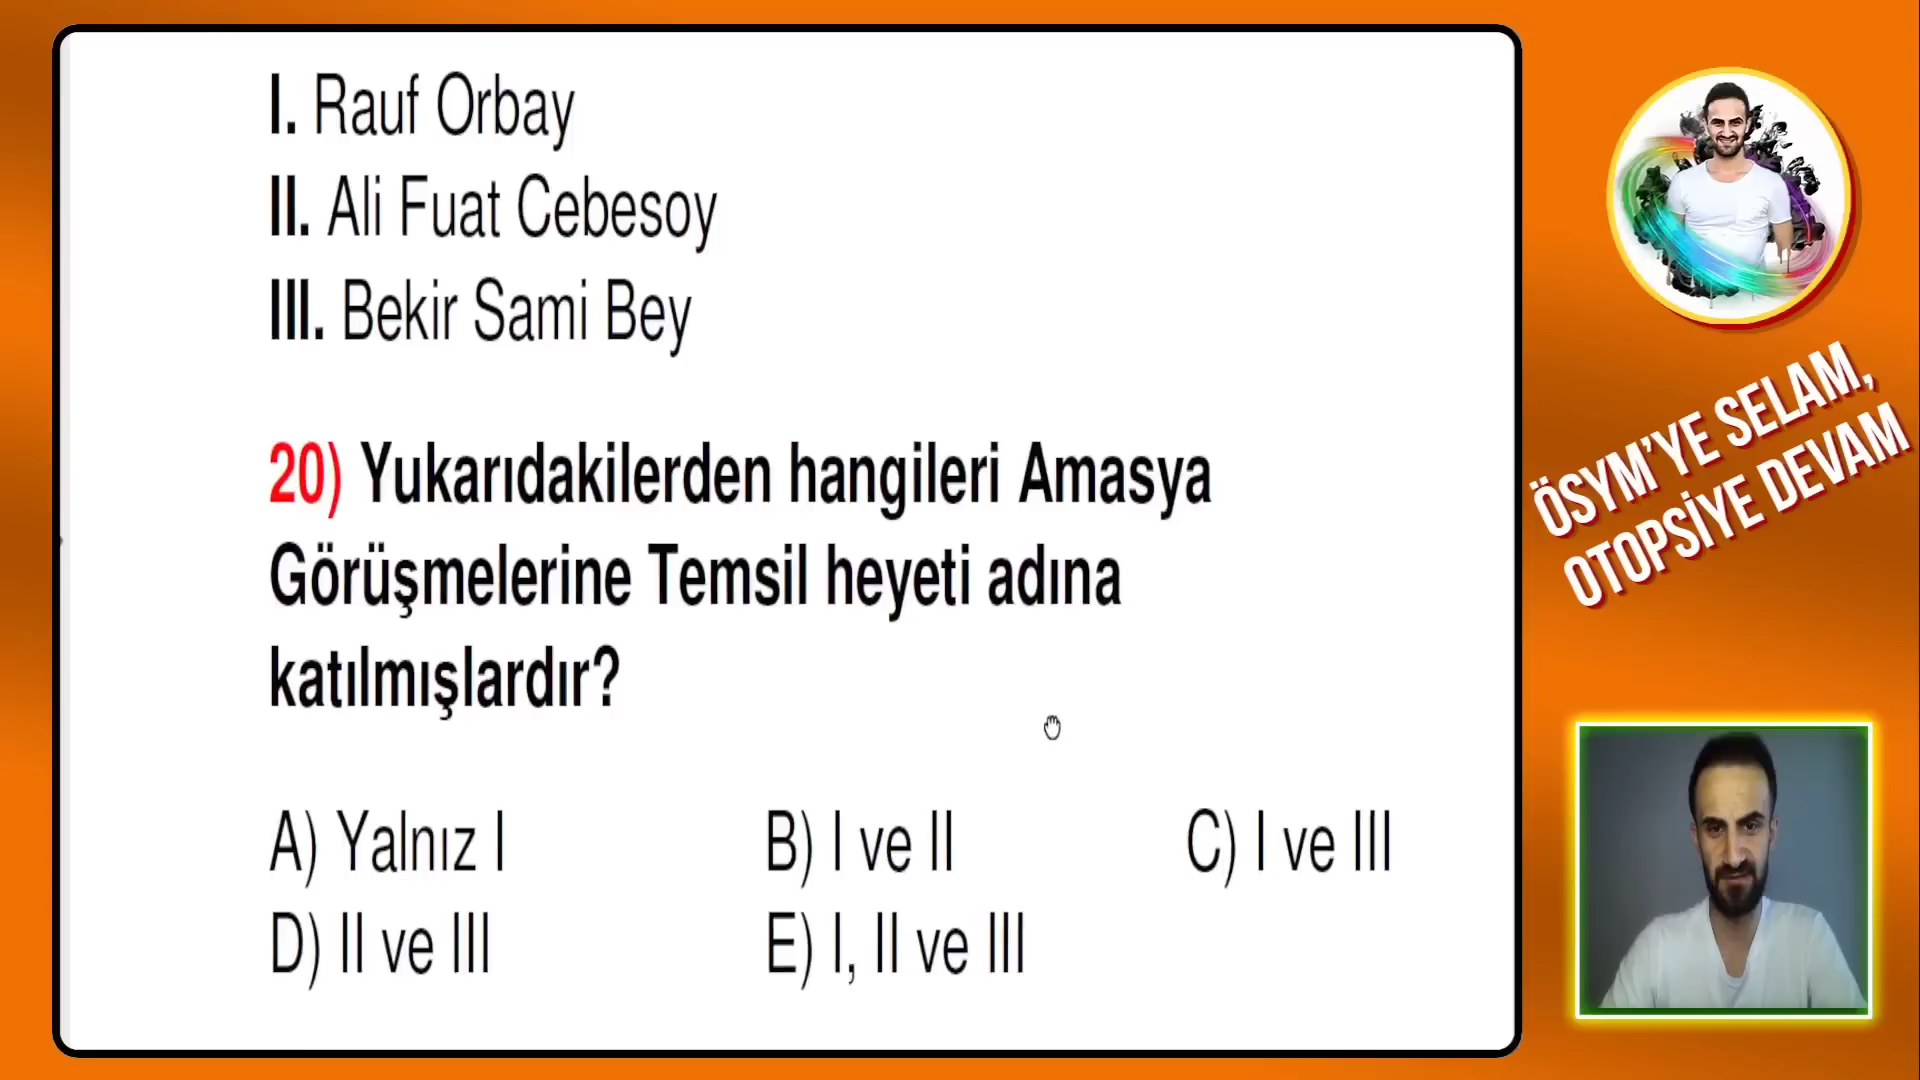 I. Rauf Orbay
II. Ali Fuat Cebesoy
III. Bekir Sami Bey
20) Yukarıdakilerden hangileri Amasya
Görüşmelerine Temsil heyeti adına
katılmışlardır?
A) Yalnız I B) I ve II C) I ve III
D) II ve III E) I, II ve III
ÖSYM'YE SELAM,
OTOPSİYE DEVAM